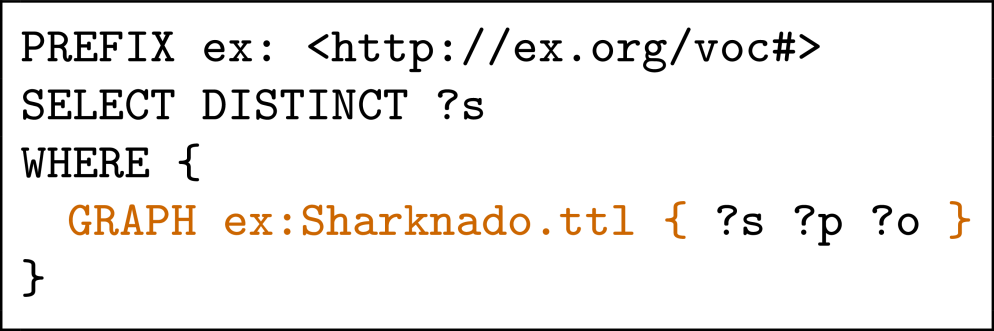 PREFIX ex: <http://ex.org/voc#>
SELECT DISTINCT ?s
WHERE {
  GRAPH ex:Sharknado.ttl { ?s ?p ?o }
}